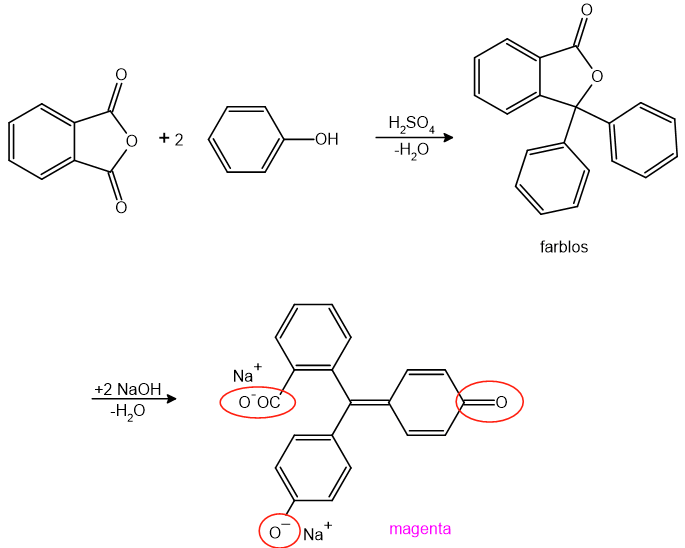 O
O
O
+ 2
OH
H₂SO₄
-H₂O
O
O
farblos
+2 NaOH
-H₂O
Na⁺
O⁻OC
O
O⁻ Na⁺
magenta